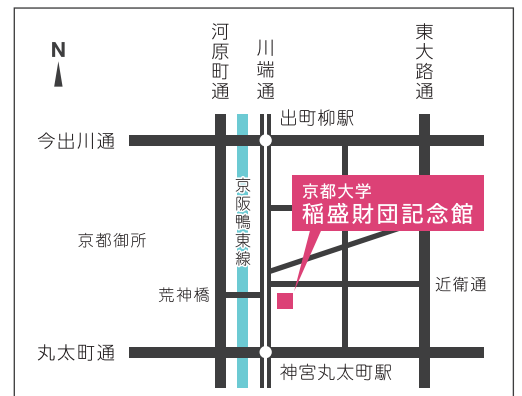 N
河原町通
川端通
東大路通
出町柳駅
今出川通
京都大学
稲盛財団記念館
京阪鴨東線
京都御所
近衛通
荒神橋
丸太町通
神宮丸太町駅